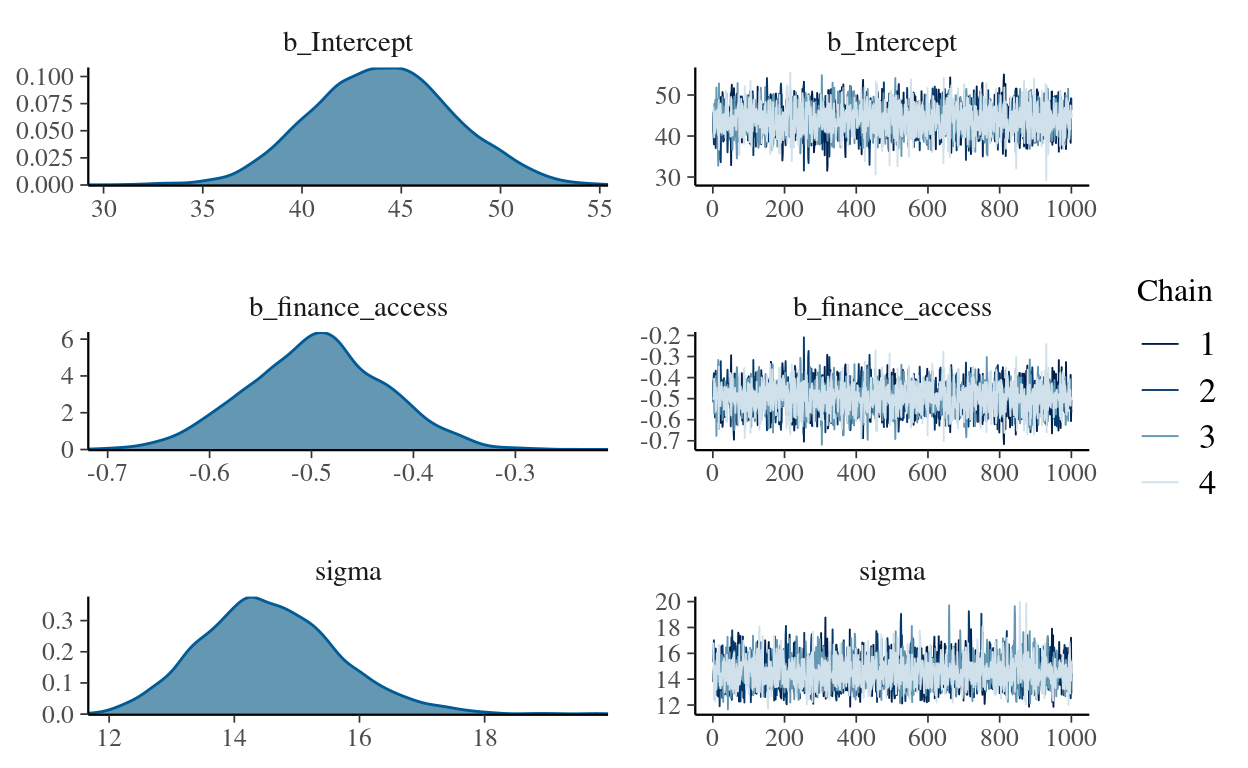 b_Intercept
0.100
0.075
0.050
0.025
0.000
30 35 40 45 50 55
b_Intercept
50
40
30
0 200 400 600 800 1000
b_finance_access
6
4
2
0
-0.7 -0.6 -0.5 -0.4 -0.3
b_finance_access
-0.2
-0.3
-0.4
-0.5
-0.6
-0.7
0 200 400 600 800 1000
sigma
0.3
0.2
0.1
0.0
12 14 16 18
sigma
20
18
16
14
12
0 200 400 600 800 1000
Chain
1
2
3
4